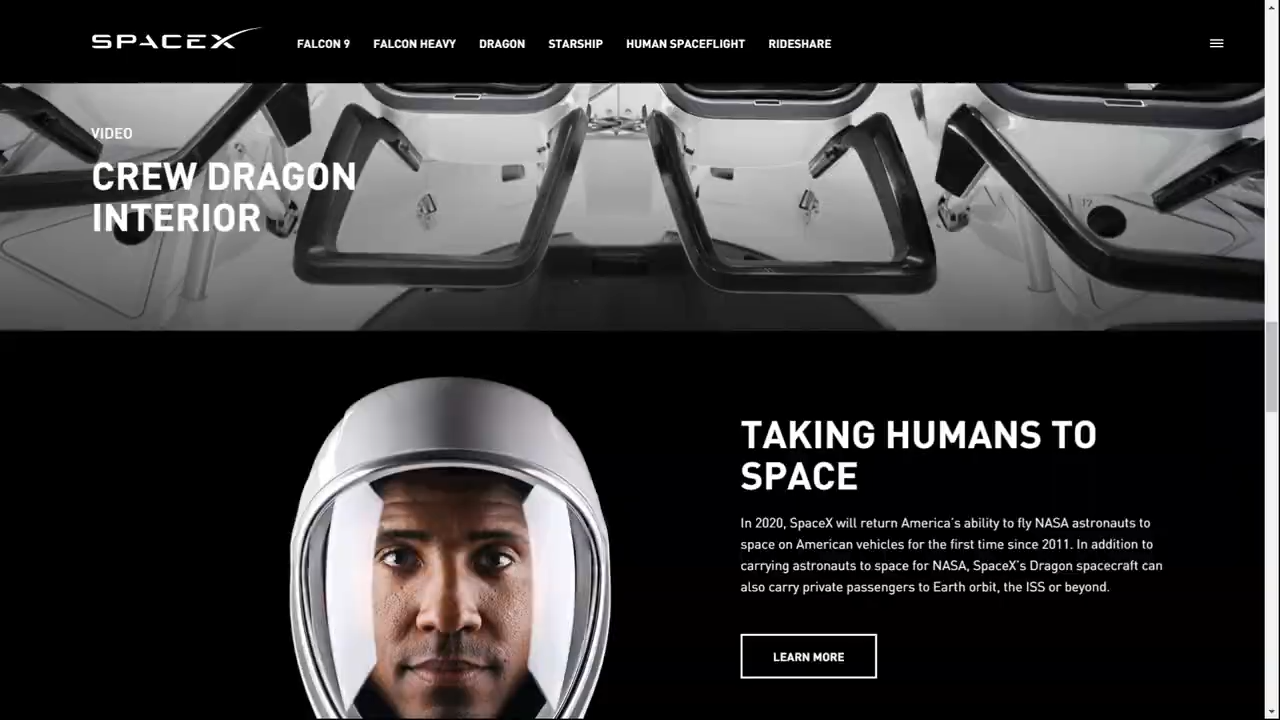 SPACEX
FALCON 9 FALCON HEAVY DRAGON STARSHIP HUMAN SPACEFLIGHT RIDESHARE
VIDEO
CREW DRAGON
INTERIOR
17
TAKING HUMANS TO
SPACE
In 2020, SpaceX will return America's ability to fly NASA astronauts to
space on American vehicles for the first time since 2011. In addition to
carrying astronauts to space for NASA, SpaceX's Dragon spacecraft can
also carry private passengers to Earth orbit, the ISS or beyond.
LEARN MORE